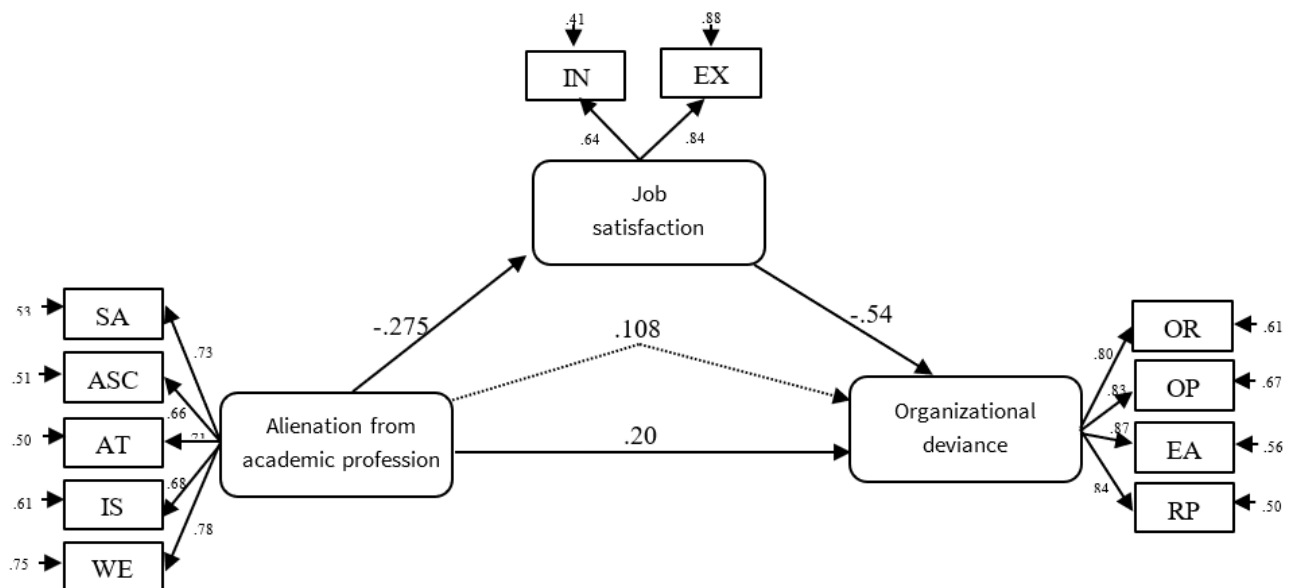 .41
.88
IN
EX
.64
.84
Job
satisfaction
-.275
-.54
.108
.20
.53
SA
.73
.51
ASC
.66
.50
AT
.71
.61
IS
.68
.75
WE
.78
Alienation from
academic profession
Organizational
deviance
.80
OR
.61
.83
OP
.67
.87
EA
.56
.84
RP
.50